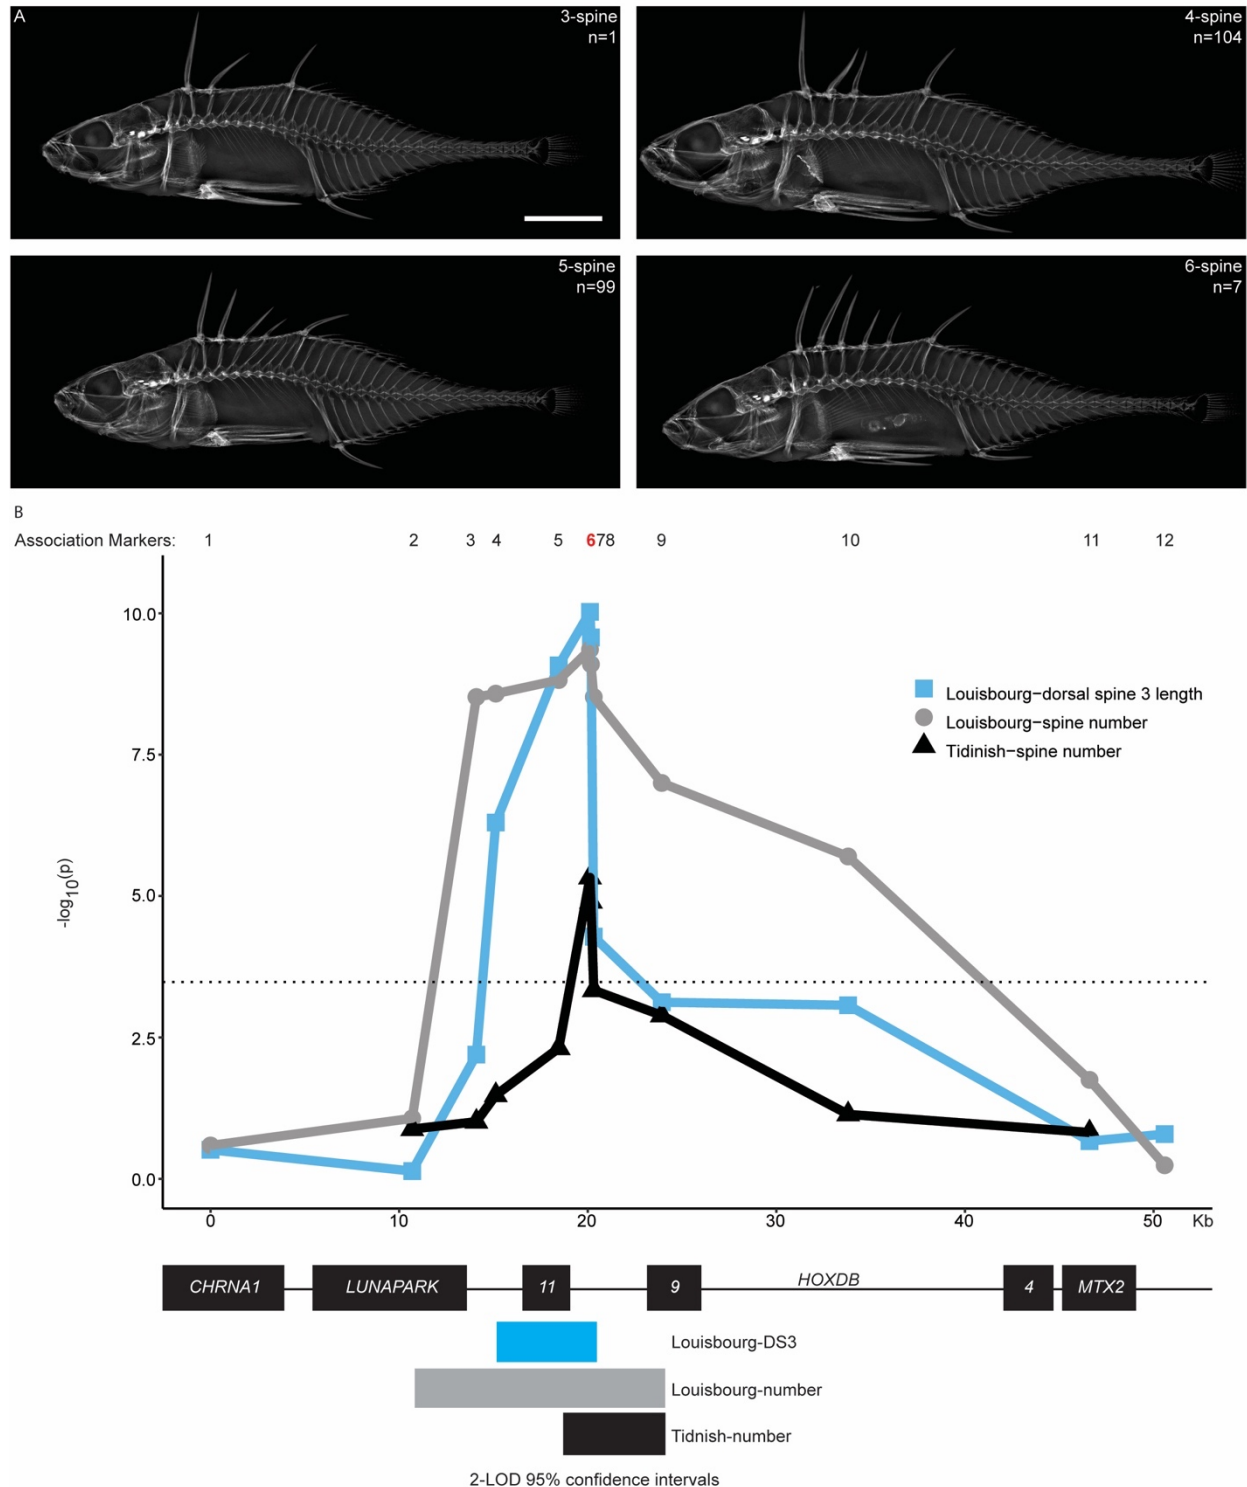 A
3-spine
n=1
4-spine
n=104
5-spine
n=99
6-spine
n=7
B
Association Markers: 1 2 3 4 5 678 9 10 11 12
10.0
7.5
5.0
2.5
0.0
-log10(p)
Louisbourg−dorsal spine 3 length
Louisbourg−spine number
Tidinish−spine number
0 10 20 30 40 50 Kb
CHRNA1 LUNAPARK 11 9 HOXDB 4 MTX2
Louisbourg-DS3
Louisbourg-number
Tidnish-number
2-LOD 95% confidence intervals